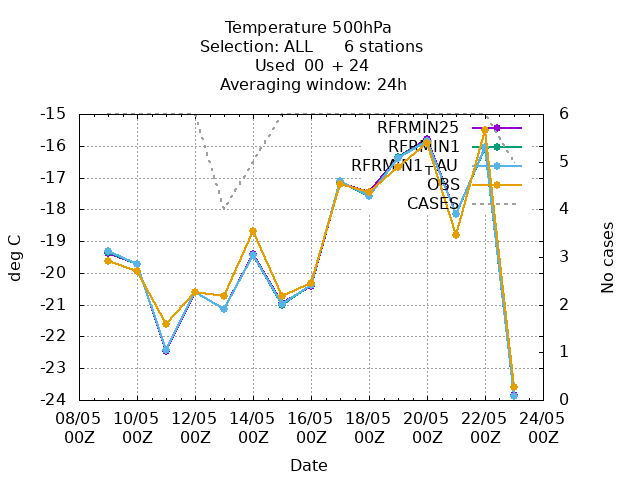 Temperature 500hPa
Selection: ALL 6 stations
Used 00 + 24
Averaging window: 24h
-15
-16
-17
-18
-19
-20
-21
-22
-23
-24
deg C
6
5
4
3
2
1
0
No cases
RFRMIN25
RFRMIN1
RFRMIN1TAU
OBS
CASES
08/05 10/05 12/05 14/05 16/05 18/05 20/05 22/05 24/05
00Z 00Z 00Z 00Z 00Z 00Z 00Z 00Z 00Z
Date